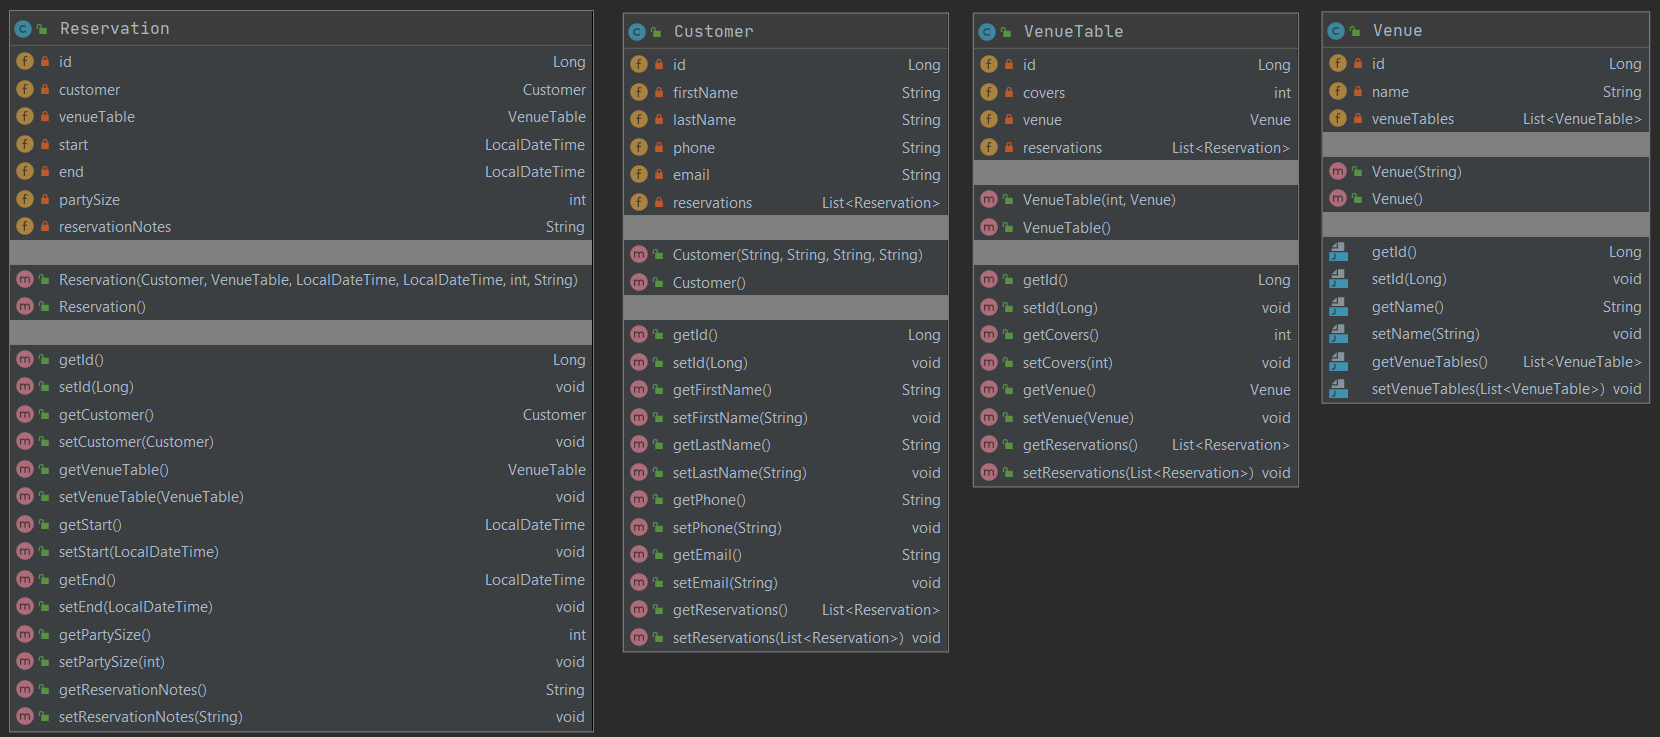 Reservation
id Long
customer Customer
venueTable VenueTable
start LocalDateTime
end LocalDateTime
partySize int
reservationNotes String
Reservation(Customer, VenueTable, LocalDateTime, LocalDateTime, int, String)
Reservation()
getId() Long
setId(Long) void
getCustomer() Customer
setCustomer(Customer) void
getVenueTable() VenueTable
setVenueTable(VenueTable) void
getStart() LocalDateTime
setStart(LocalDateTime) void
getEnd() LocalDateTime
setEnd(LocalDateTime) void
getPartySize() int
setPartySize(int) void
getReservationNotes() String
setReservationNotes(String) void
Customer
id Long
firstName String
lastName String
phone String
email String
reservations List<Reservation>
Customer(String, String, String, String)
Customer()
getId() Long
setId(Long) void
getFirstName() String
setFirstName(String) void
getLastName() String
setLastName(String) void
getPhone() String
setPhone(String) void
getEmail() String
setEmail(String) void
getReservations() List<Reservation>
setReservations(List<Reservation>) void
VenueTable
id Long
covers int
venue Venue
reservations List<Reservation>
VenueTable(int, Venue)
VenueTable()
getId() Long
setId(Long) void
getCovers() int
setCovers(int) void
getVenue() Venue
setVenue(Venue) void
getReservations() List<Reservation>
setReservations(List<Reservation>) void
Venue
id Long
name String
venueTables List<VenueTable>
Venue(String)
Venue()
getId() Long
setId(Long) void
getName() String
setName(String) void
getVenueTables() List<VenueTable>
setVenueTables(List<VenueTable>) void